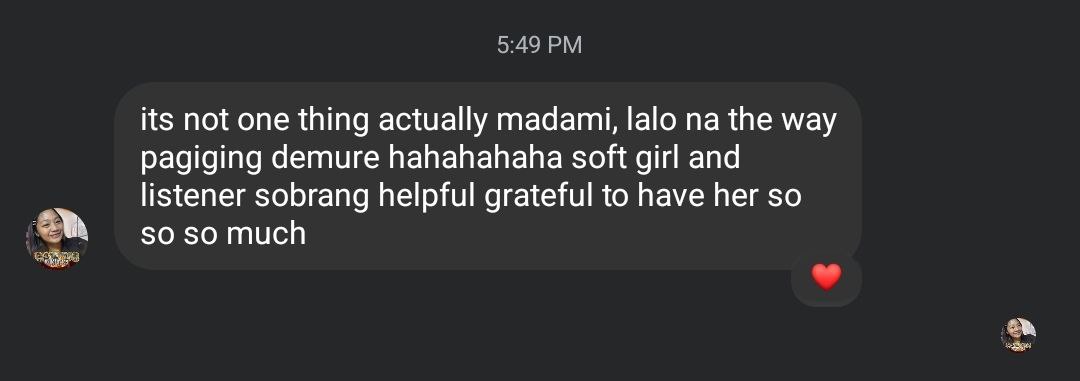 5:49 PM
its not one thing actually madami, lalo na the way
pagiging demure hahahahaha soft girl and
listener sobrang helpful grateful to have her so
so so much